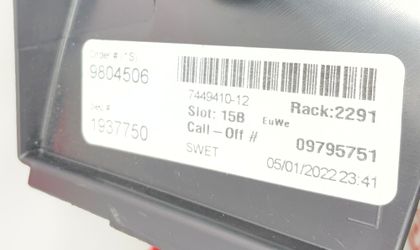 Order # (1S)
9804506
7449410-12
Slot: 15B
EuWe
Rack:2291
Call-Off #
09795751
1937750
SWET
05/01/2022 23:41